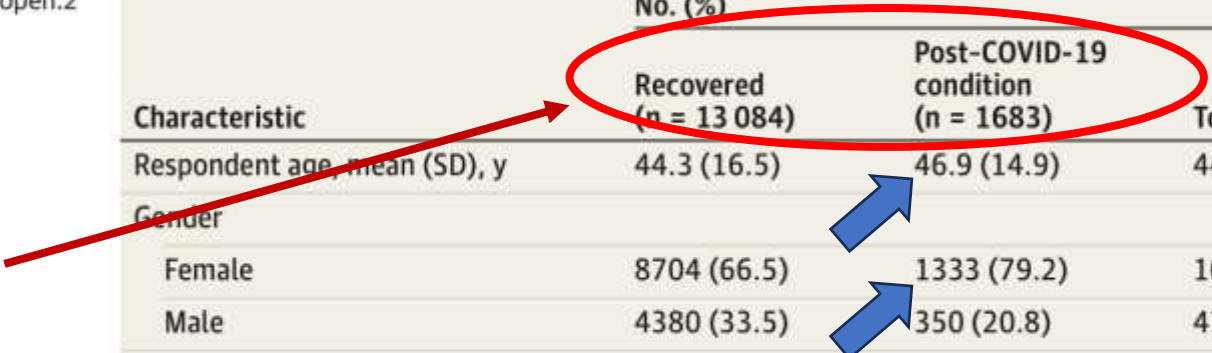 open.2
No. (%)
Characteristic Recovered (n = 13 084) Post-COVID-19 condition (n = 1683)
Respondent age, mean (SD), y 44.3 (16.5) 46.9 (14.9)
Gender
Female 8704 (66.5) 1333 (79.2)
Male 4380 (33.5) 350 (20.8)